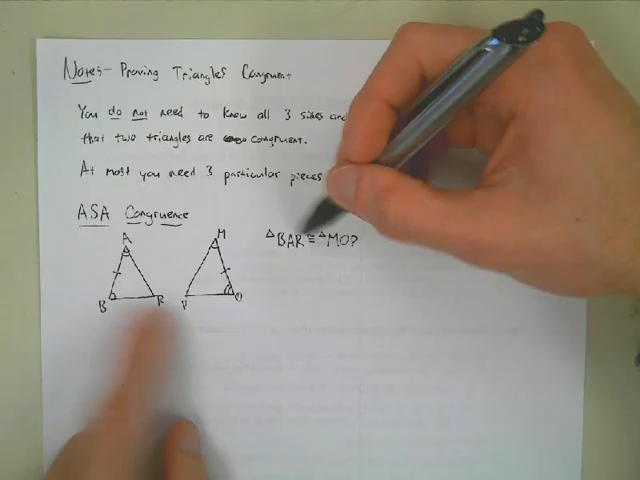 Notes - Proving Triangles Congruent
You do not need to know all 3 sides and
that two triangles are congruent.
At most you need 3 particular pieces
ASA Congruence
A
M
△BAR ≅ △MOP
B
R
P
O